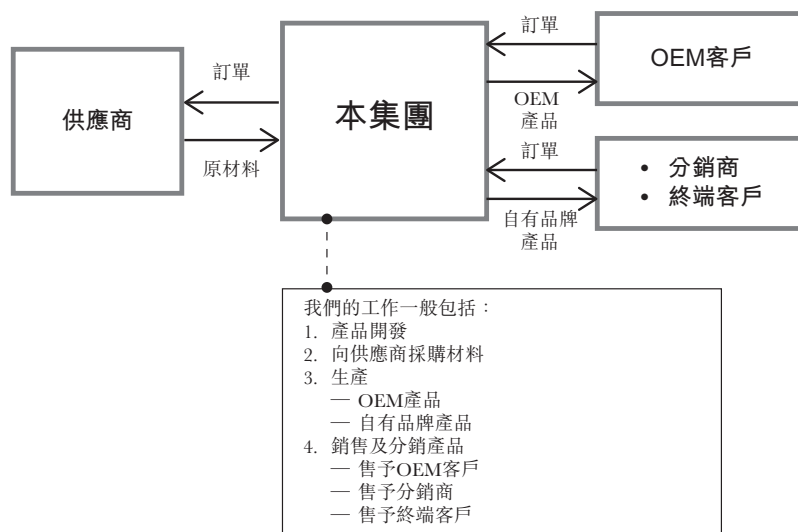 供應商
訂單
原材料
本集團
訂單
OEM
產品
OEM客戶
訂單
自有品牌
產品
• 分銷商
• 終端客戶
我們的工作一般包括：
1. 產品開發
2. 向供應商採購材料
3. 生產
— OEM產品
— 自有品牌產品
4. 銷售及分銷產品
— 售予OEM客戶
— 售予分銷商
— 售予終端客戶